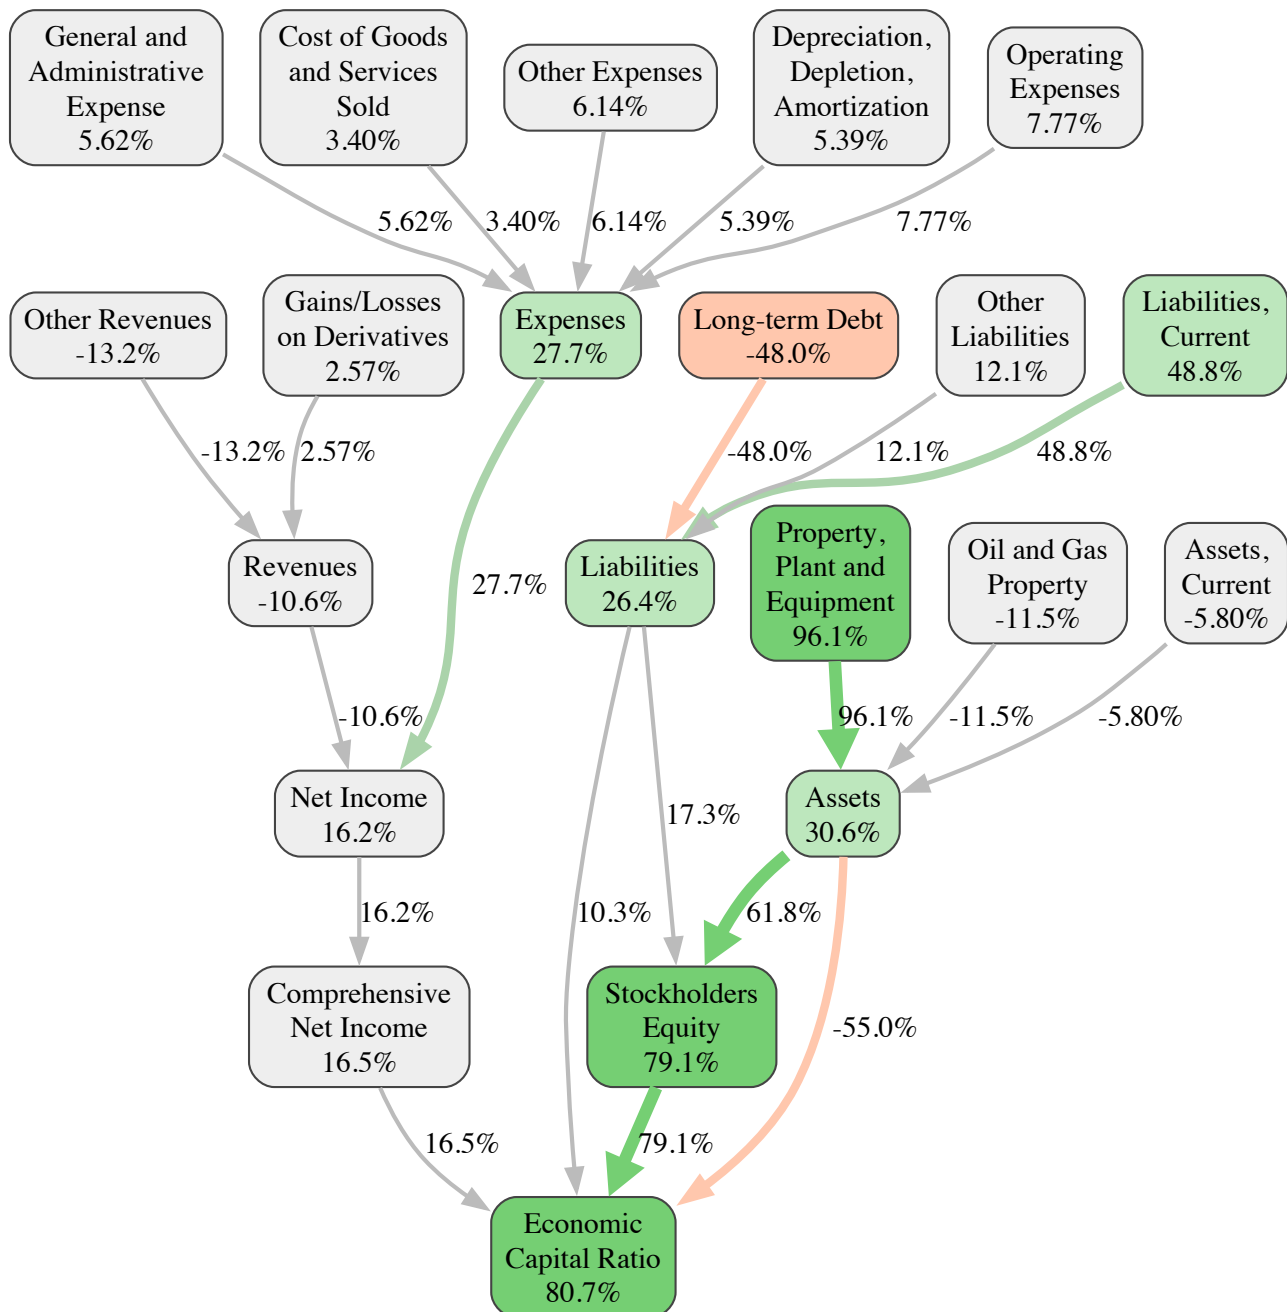 General and
Administrative
Expense
5.62%
Cost of Goods
and Services
Sold
3.40%
Other Expenses
6.14%
Depreciation,
Depletion,
Amortization
5.39%
Operating
Expenses
7.77%
5.62%
3.40%
6.14%
5.39%
7.77%
Other Revenues
-13.2%
Gains/Losses
on Derivatives
2.57%
Expenses
27.7%
Long-term Debt
-48.0%
Other
Liabilities
12.1%
Liabilities,
Current
48.8%
-13.2%
2.57%
-48.0%
12.1%
48.8%
Revenues
-10.6%
27.7%
Liabilities
26.4%
Property,
Plant and
Equipment
96.1%
Oil and Gas
Property
-11.5%
Assets,
Current
-5.80%
-10.6%
96.1%
-11.5%
-5.80%
Net Income
16.2%
17.3%
Assets
30.6%
16.2%
10.3%
61.8%
Comprehensive
Net Income
16.5%
Stockholders
Equity
79.1%
-55.0%
16.5%
79.1%
Economic
Capital Ratio
80.7%